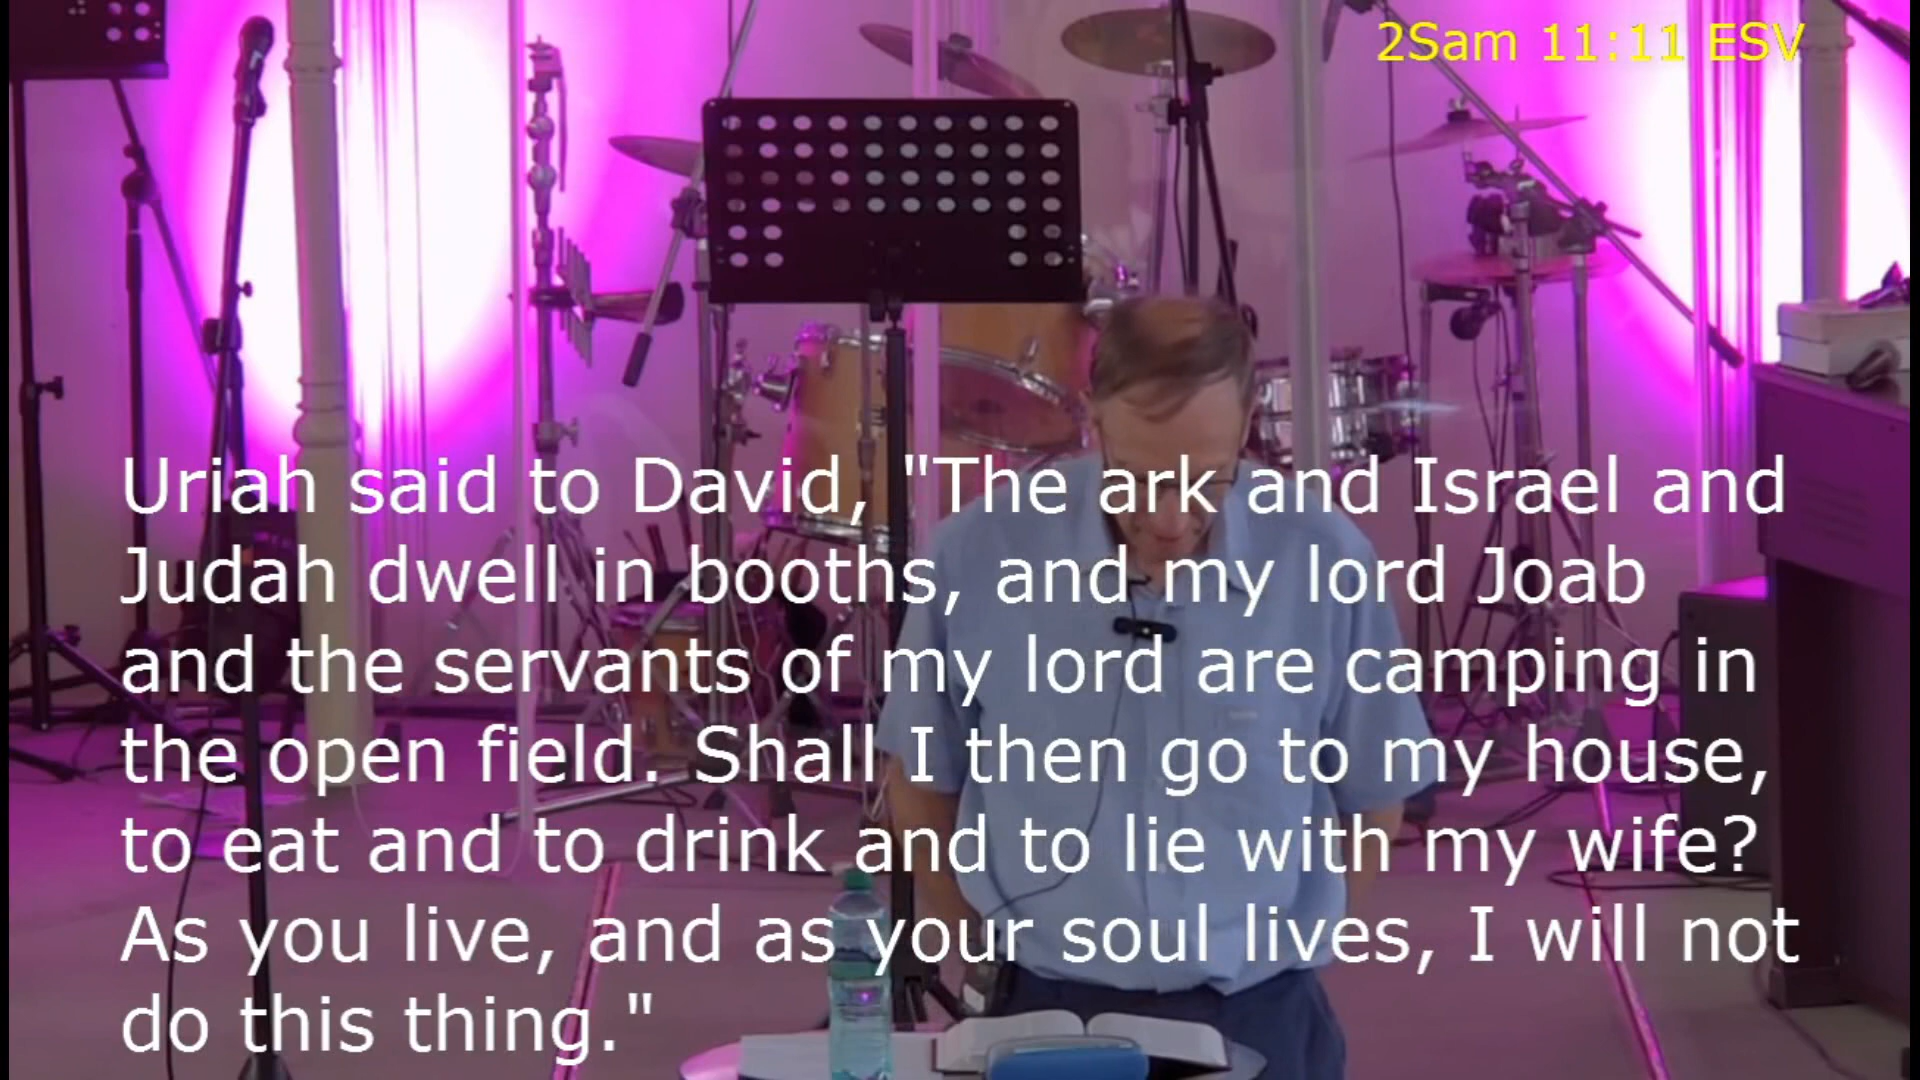 2Sam 11:11 ESV
Uriah said to David, "The ark and Israel and
Judah dwell in booths, and my lord Joab
and the servants of my lord are camping in
the open field. Shall I then go to my house,
to eat and to drink and to lie with my wife?
As you live, and as your soul lives, I will not
do this thing."